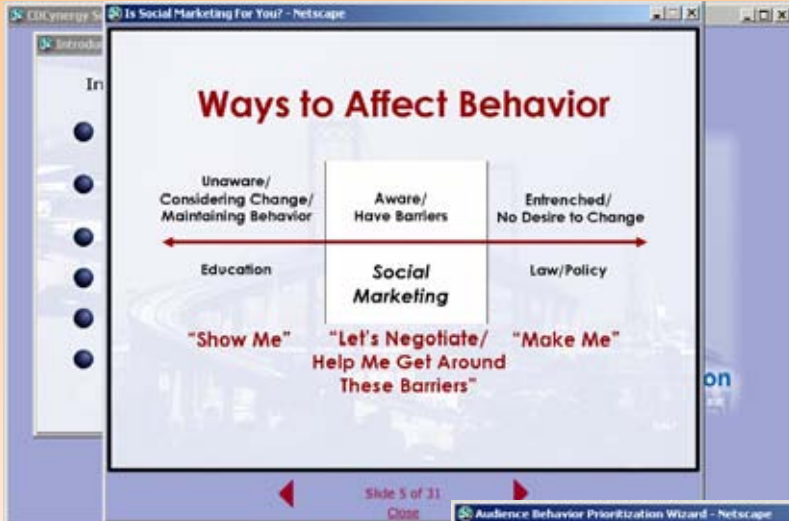 CDCynergy S
Is Social Marketing For You? - Netscape
Introdu
In
Ways to Affect Behavior
Unaware/
Considering Change/
Maintaining Behavior
Aware/
Have Barriers
Entrenched/
No Desire to Change
Education
Social
Marketing
Law/Policy
"Show Me"
"Let's Negotiate/
Help Me Get Around
These Barriers"
"Make Me"
on
Slide 5 of 31
Close
Audience Behavior Prioritization Wizard - Netscape